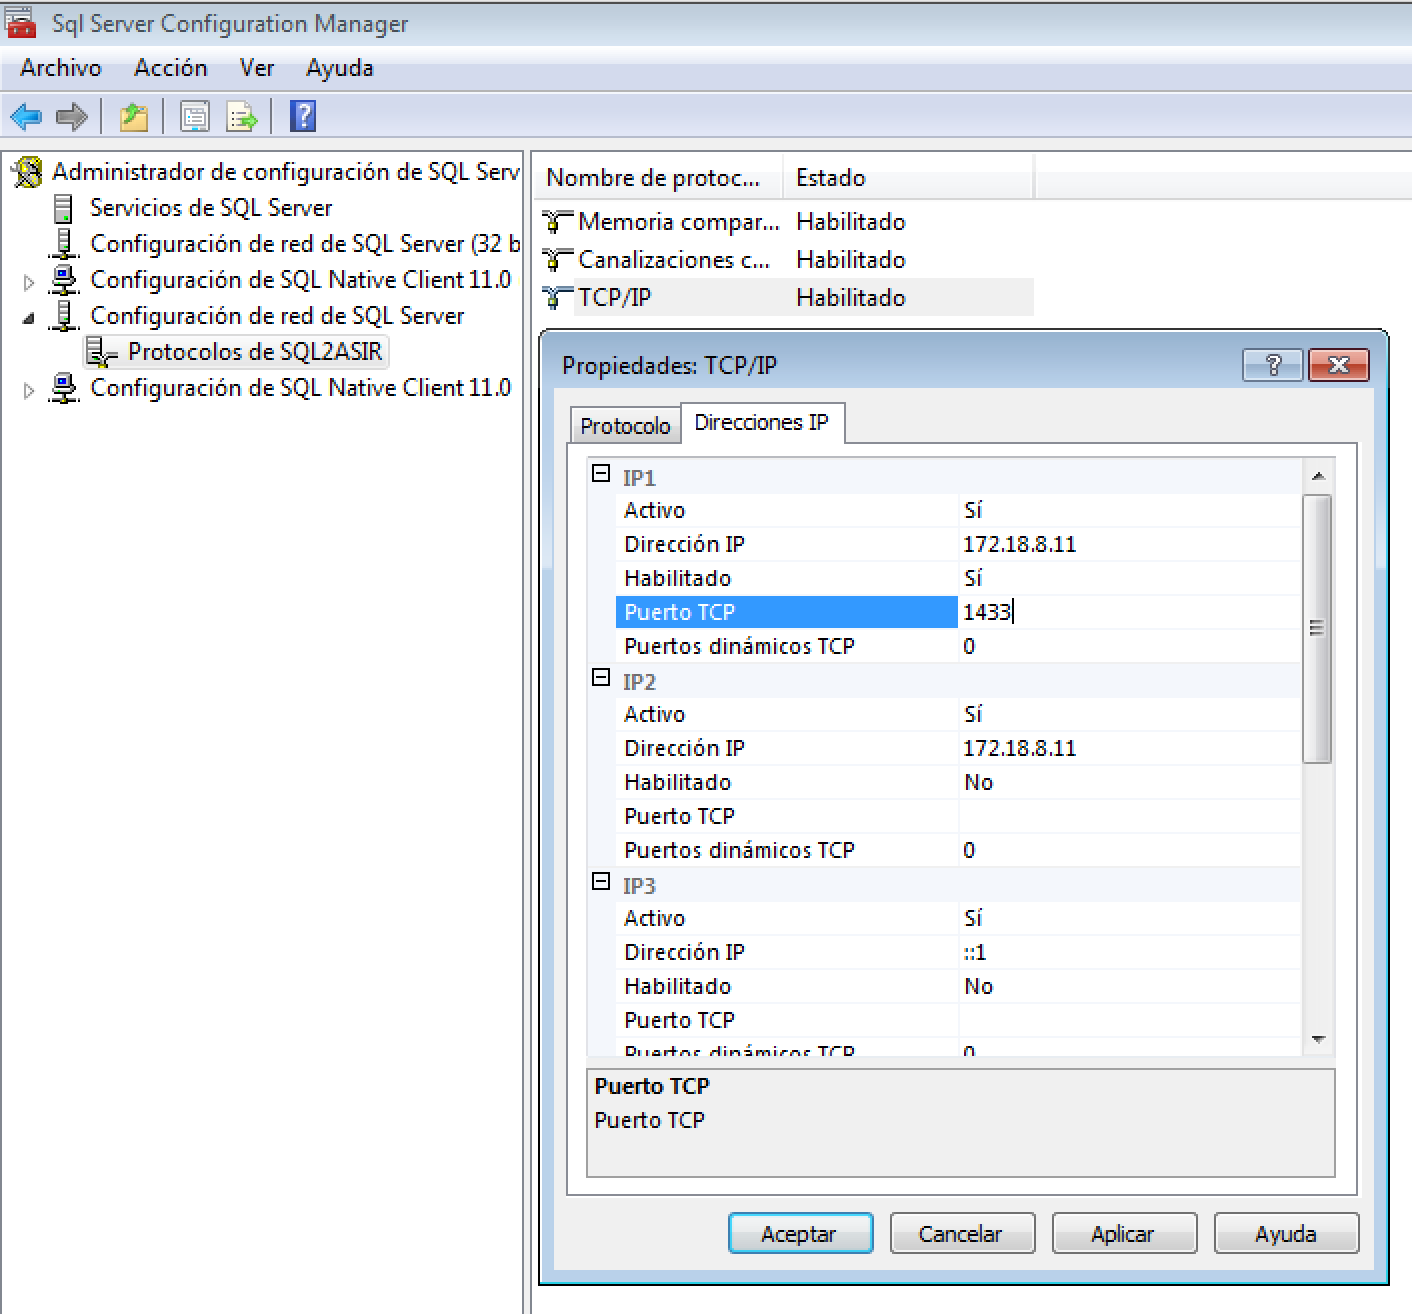 Sql Server Configuration Manager
Archivo Acción Ver Ayuda
Administrador de configuración de SQL Serv
Servicios de SQL Server
Configuración de red de SQL Server (32 b
Configuración de SQL Native Client 11.0
Configuración de red de SQL Server
Protocolos de SQL2ASIR
Configuración de SQL Native Client 11.0
Nombre de protoc... Estado
Memoria compar... Habilitado
Canalizaciones c... Habilitado
TCP/IP Habilitado
Propiedades: TCP/IP
Protocolo Direcciones IP
IP1
Activo Sí
Dirección IP 172.18.8.11
Habilitado Sí
Puerto TCP 1433
Puertos dinámicos TCP 0
IP2
Activo Sí
Dirección IP 172.18.8.11
Habilitado No
Puerto TCP
Puertos dinámicos TCP 0
IP3
Activo Sí
Dirección IP ::1
Habilitado No
Puerto TCP
Puertos dinámicos TCP 0
Puerto TCP
Puerto TCP
Aceptar Cancelar Aplicar Ayuda